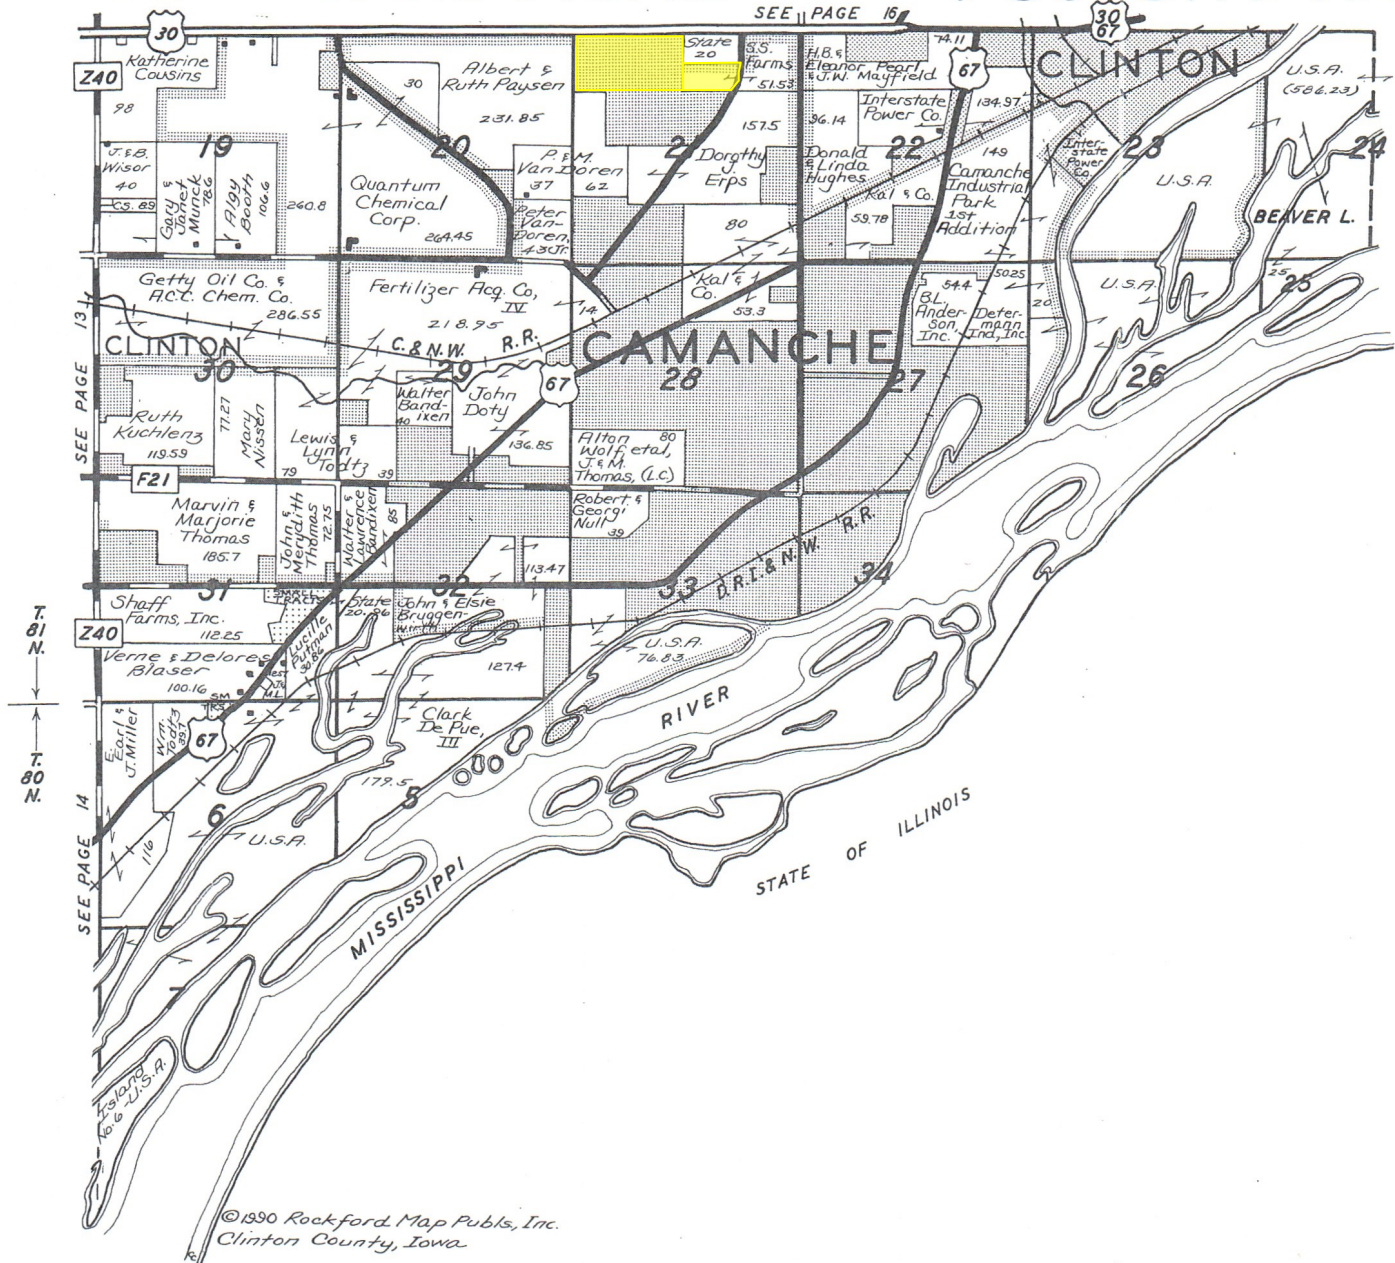 SEE PAGE 16
30
30
67
Katherine
Cousins
Z40
98
19
J. & B.
Wisor
40
C.S. 89
Gary &
Janet
Munck
78.6
Algy
Booth
106.6
260.8
30
Albert &
Ruth Paysen
231.85
20
Quantum
Chemical
Corp.
264.45
P. & M.
Van Doren
37
62
Peter
Van-
Doren,
Jr.
43
State
20
S.S.
Farms
51.53
157.5
21
Dorothy
Erps
80
H.B. &
Eleanor Pearl
& J.W. Mayfield
74.11
67
Interstate
Power Co.
96.14
22
Donald
& Linda
Hughes
Kal & Co.
59.78
134.97
149
Camanche
Industrial
Park
1st
Addition
CLINTON
Inter-
state
Power
Co.
23
U.S.A.
(586.23)
24
U.S.A.
BEAVER L.
Getty Oil Co. &
A.C.C. Chem. Co.
286.55
Fertilizer Acq. Co,
IV
218.95
14
Kal &
Co.
53.3
54.4
B.L.
Ander-
son,
Inc.
50.25
Deter-
mann
Ind., Inc.
20
U.S.A.
25
25
SEE PAGE 13
CLINTON
30
C. & N.W. R.R.
29
67
CAMANCHE
28
27
26
Ruth
Kuchlenz
119.59
77.27
Mary
Nissen
Lewis &
Lynn
Todtz
79
39
Walter
Band-
ixen
40
John
Doty
136.85
Alton 80
Wolf, etal,
J. & M.
Thomas, (L.C.)
F21
Marvin &
Marjorie
Thomas
185.7
John &
Merydith
Thomas
72.75
Walter &
Lawrence
Bandixen
85
Robert &
Georgi
Null
39
113.47
31
32
33
34
D.R.I. & N.W. R.R.
T.
81
N.
Z40
Shaff
Farms, Inc.
112.25
SMALL
TRACTS
State
20.86
John & Elsie
Bruggen-
wirth
Lucille
Putman
30.86
127.4
U.S.A.
76.83
Verne & Delores
Blaser
100.16
SM
TRS
T.
80
N.
E.
Earl &
J. Miller
Wm.
Todtz
39.7
67
Clark
De Pue,
III
179.5
RIVER
SEE PAGE 14
6
5
116
U.S.A.
STATE OF ILLINOIS
MISSISSIPPI
7
Island
No. 6 - U.S.A.
©1990 Rockford Map Publs, Inc.
Clinton County, Iowa